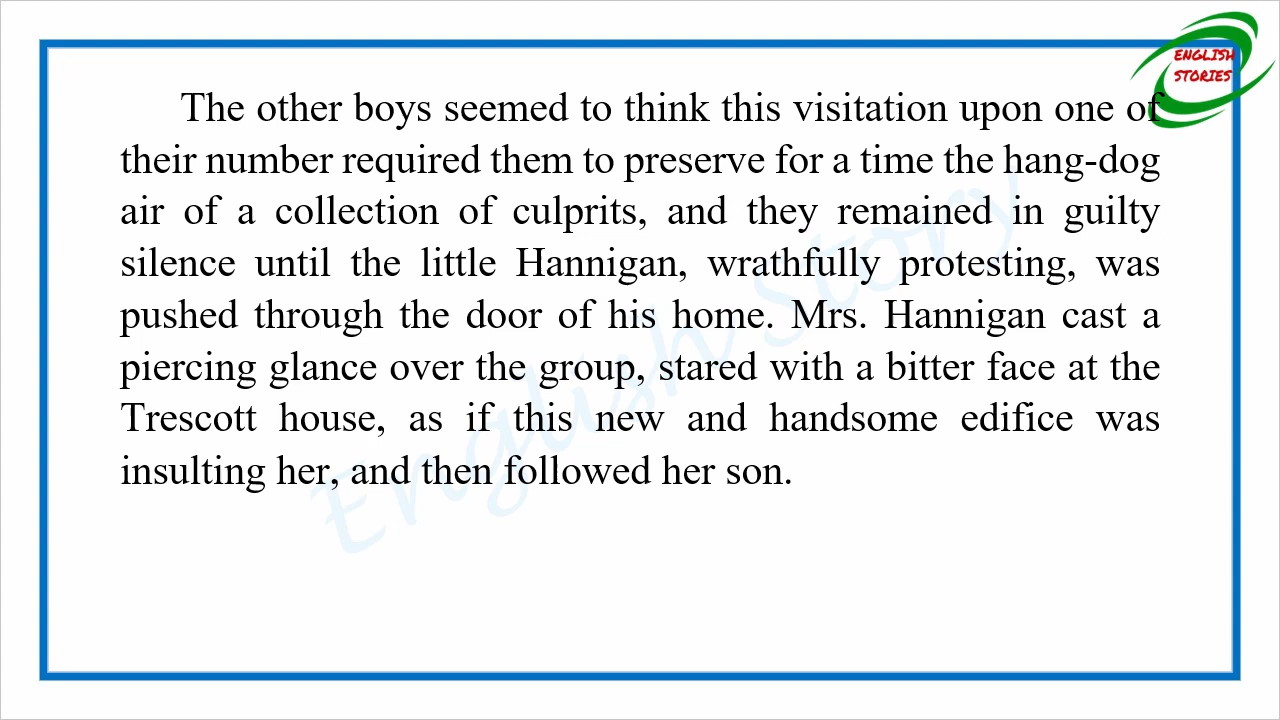 ENGLISH
STORIES
The other boys seemed to think this visitation upon one of
their number required them to preserve for a time the hang-dog
air of a collection of culprits, and they remained in guilty
silence until the little Hannigan, wrathfully protesting, was
pushed through the door of his home. Mrs. Hannigan cast a
piercing glance over the group, stared with a bitter face at the
Trescott house, as if this new and handsome edifice was
insulting her, and then followed her son.
English Story